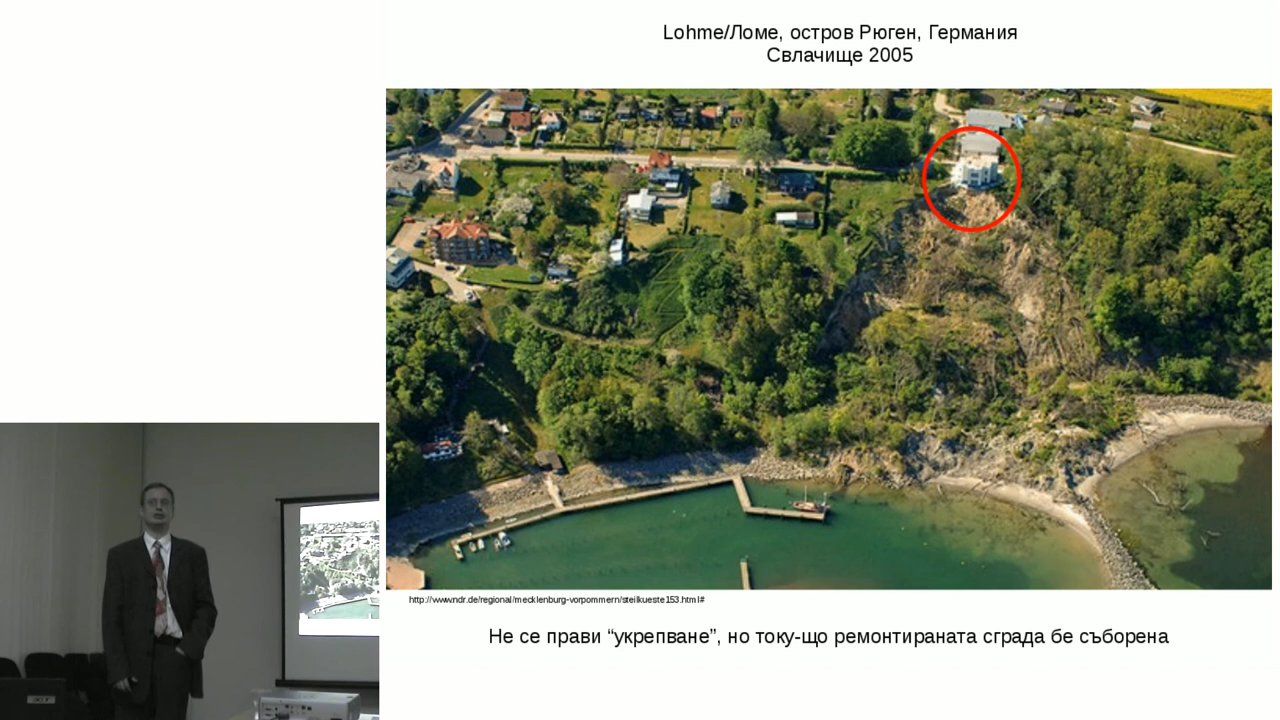 Lohme/Ломе, остров Рюген, Германия
Свлачище 2005
http://www.ndr.de/regional/mecklenburg-vorpommern/steilkueste153.html#
Не се прави “укрепване”, но току-що ремонтираната сграда бе съборена
acer